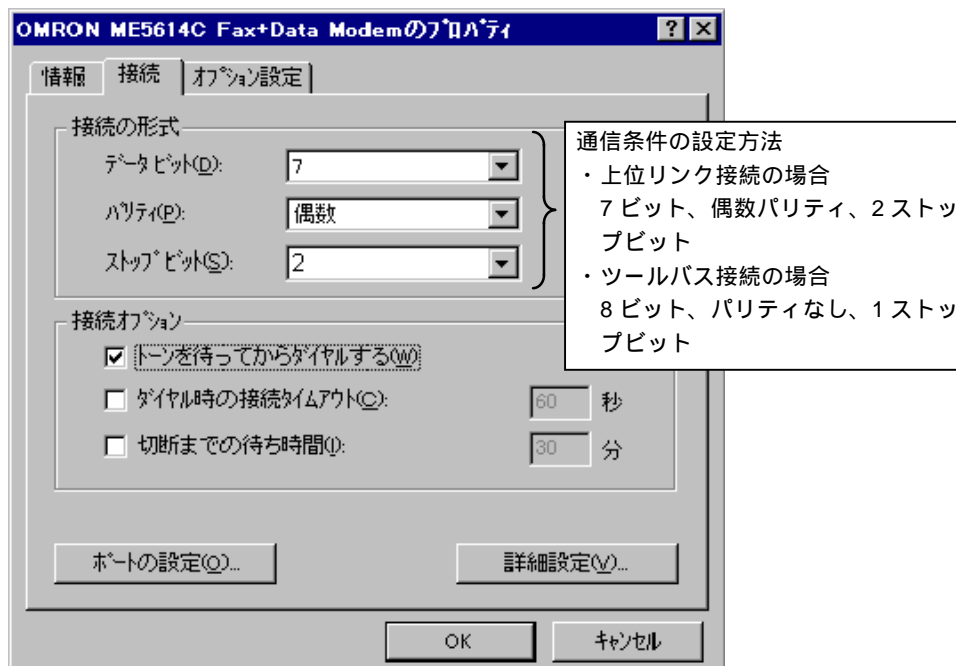 OMRON ME5614C Fax+Data Modemのﾌﾟﾛﾊﾟﾃｨ
情報 接続 ｵﾌﾟｼｮﾝ設定
接続の形式
ﾃﾞｰﾀ ﾋﾞｯﾄ(D): 7
ﾊﾟﾘﾃｨ(P): 偶数
ｽﾄｯﾌﾟ ﾋﾞｯﾄ(S): 2
通信条件の設定方法
・上位リンク接続の場合
7ビット、偶数パリティ、2ストッ
プビット
・ツールバス接続の場合
8ビット、パリティなし、1ストッ
プビット
接続ｵﾌﾟｼｮﾝ
ﾄｰﾝを待ってからﾀﾞｲﾔﾙする(W)
ﾀﾞｲﾔﾙ時の接続ﾀｲﾑｱｳﾄ(C): 60 秒
切断までの待ち時間(I): 30 分
ﾎﾟｰﾄの設定(O)... 詳細設定(V)...
OK ｷｬﾝｾﾙ